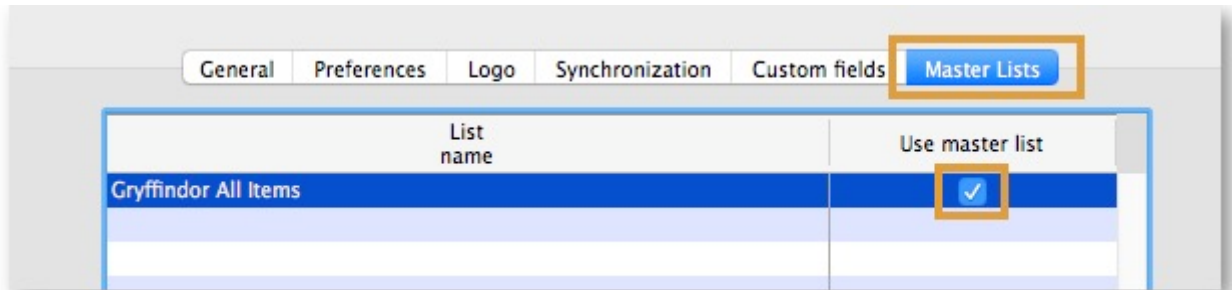 General Preferences Logo Synchronization Custom fields Master Lists
List name Use master list
Gryffindor All Items